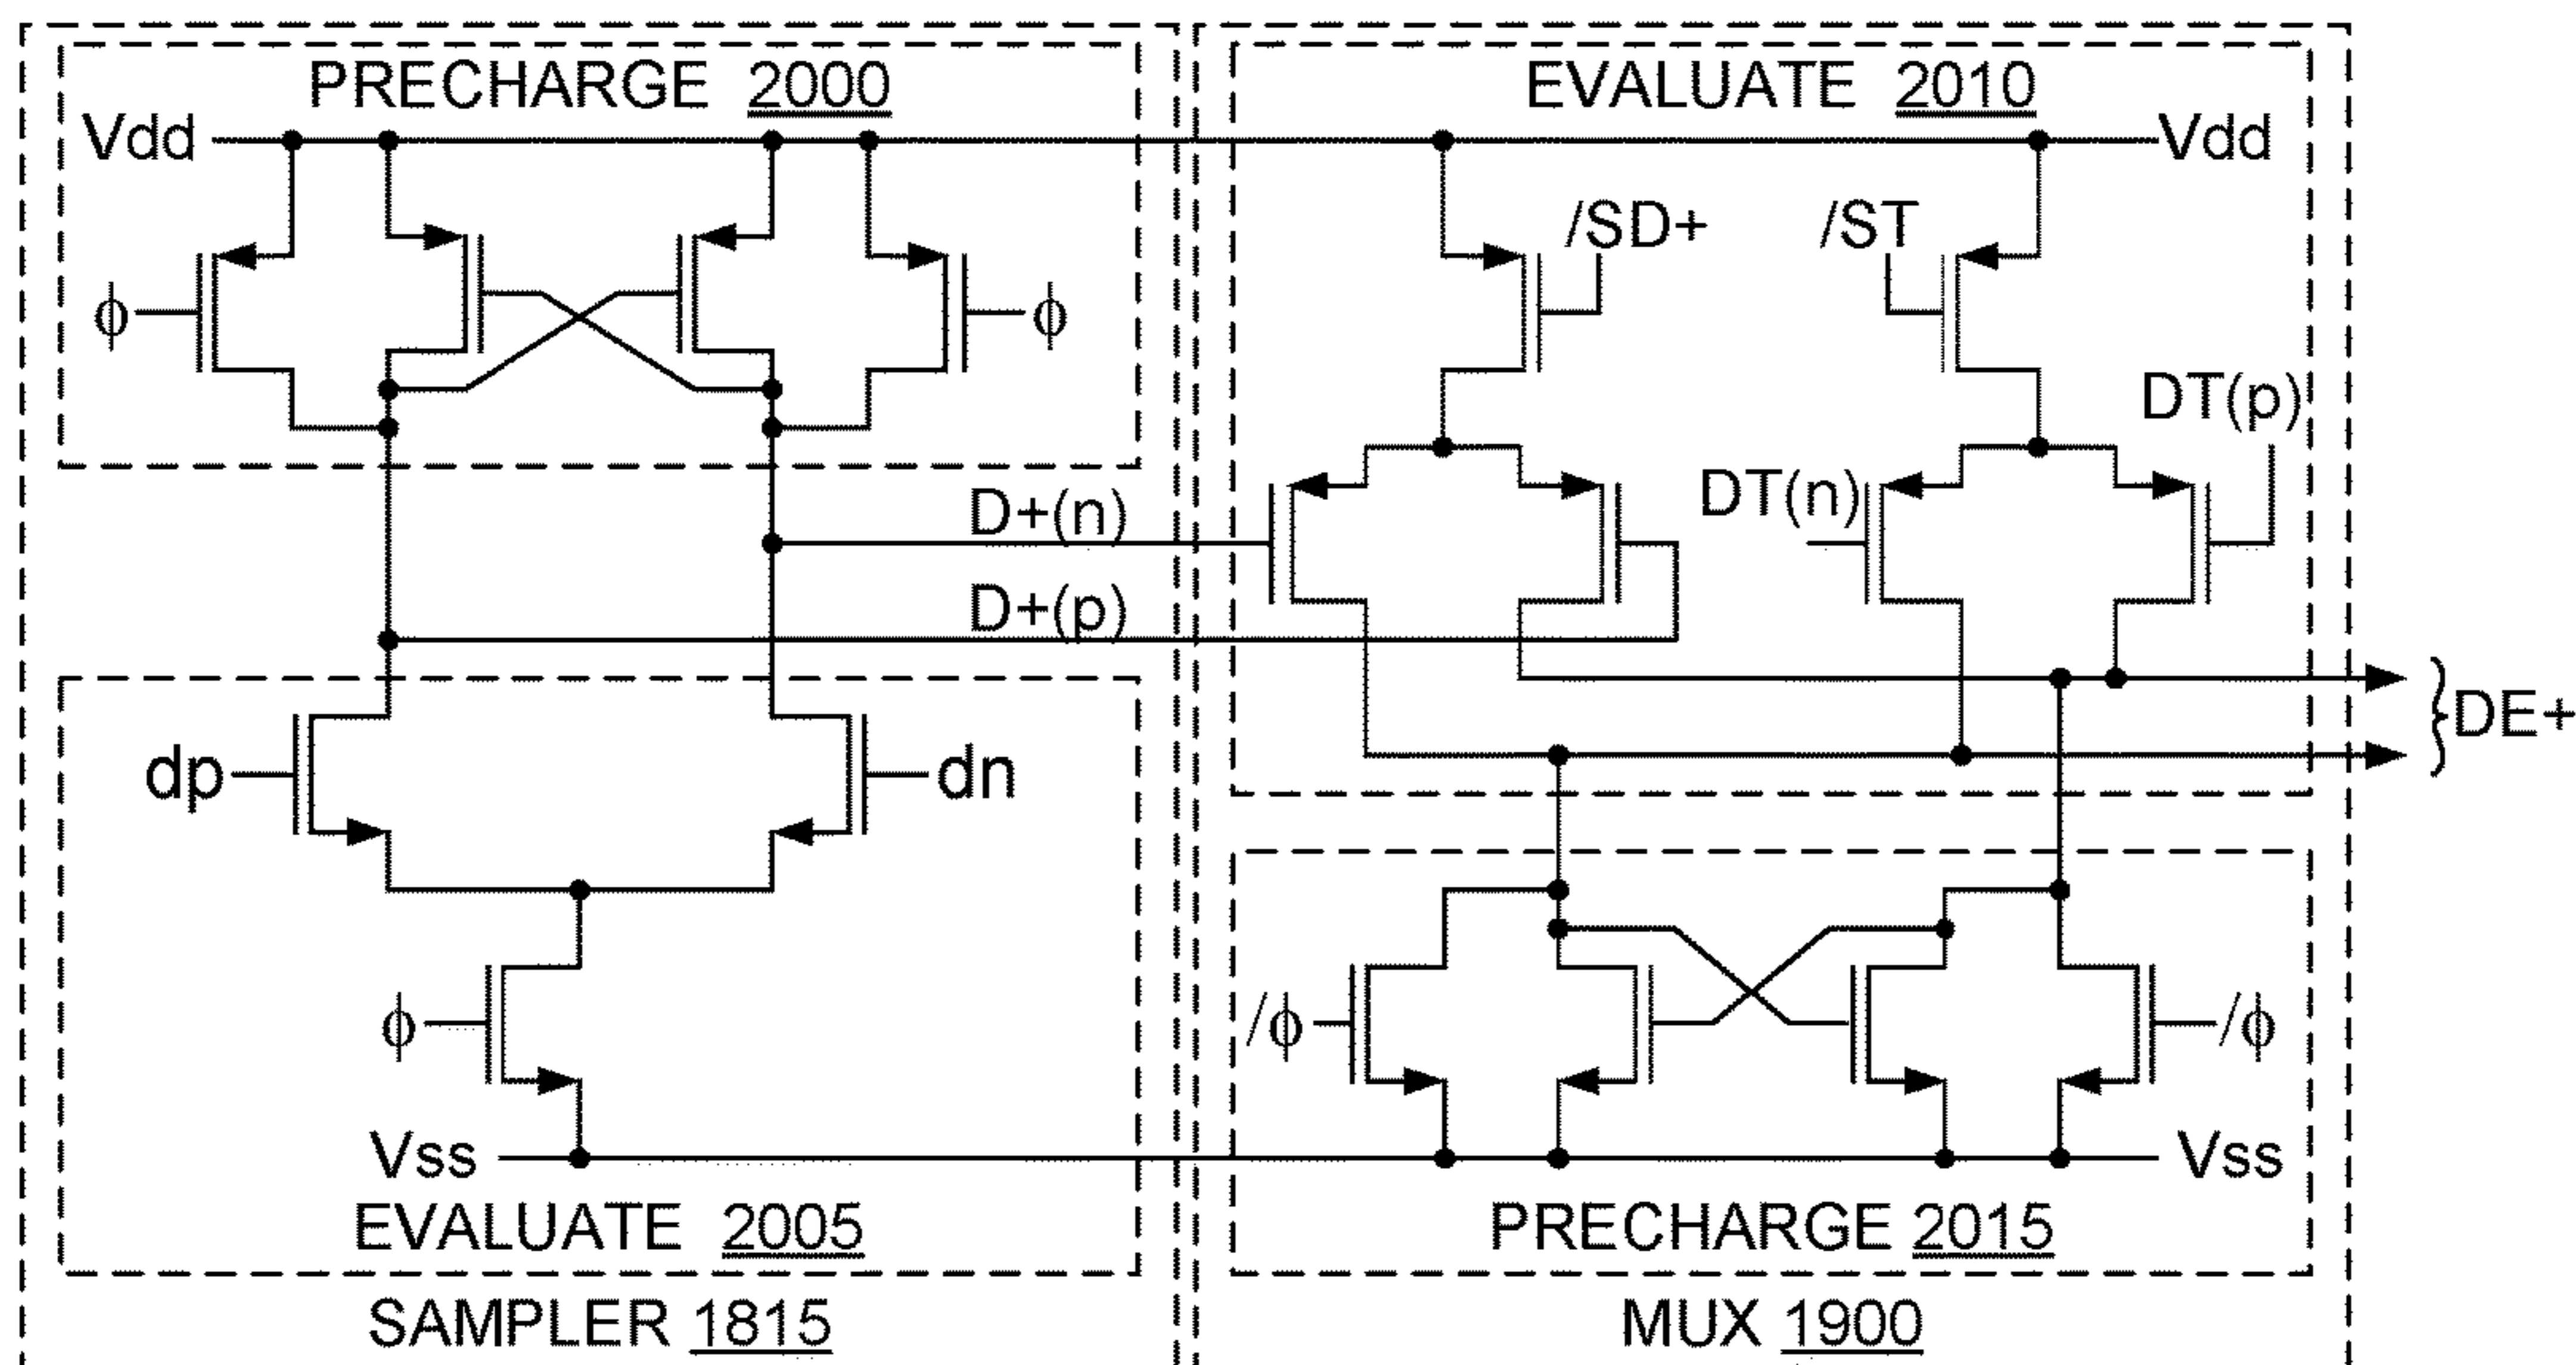 PRECHARGE 2000
EVALUATE 2010
Vdd
Vdd
/SD+
/ST
ϕ
ϕ
DT(p)
DT(n)
D+(n)
D+(p)
DE+
dp
dn
ϕ
/ϕ
/ϕ
Vss
Vss
EVALUATE 2005
PRECHARGE 2015
SAMPLER 1815
MUX 1900